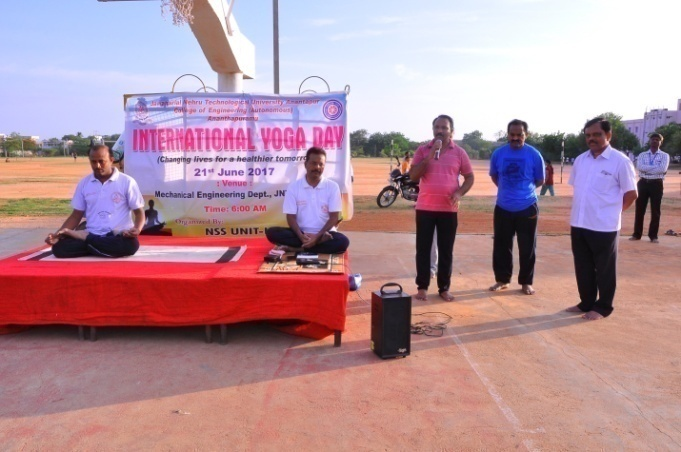 Jawaharlal Nehru Technological University Anantapur
College of Engineering (Autonomous)
Ananthapuramu
INTERNATIONAL YOGA DAY
(Changing lives for a healthier tomorrow
21st June 2017
: Venue :
Mechanical Engineering Dept., JN
Time: 6:00 AM
Organized By:
NSS UNIT-